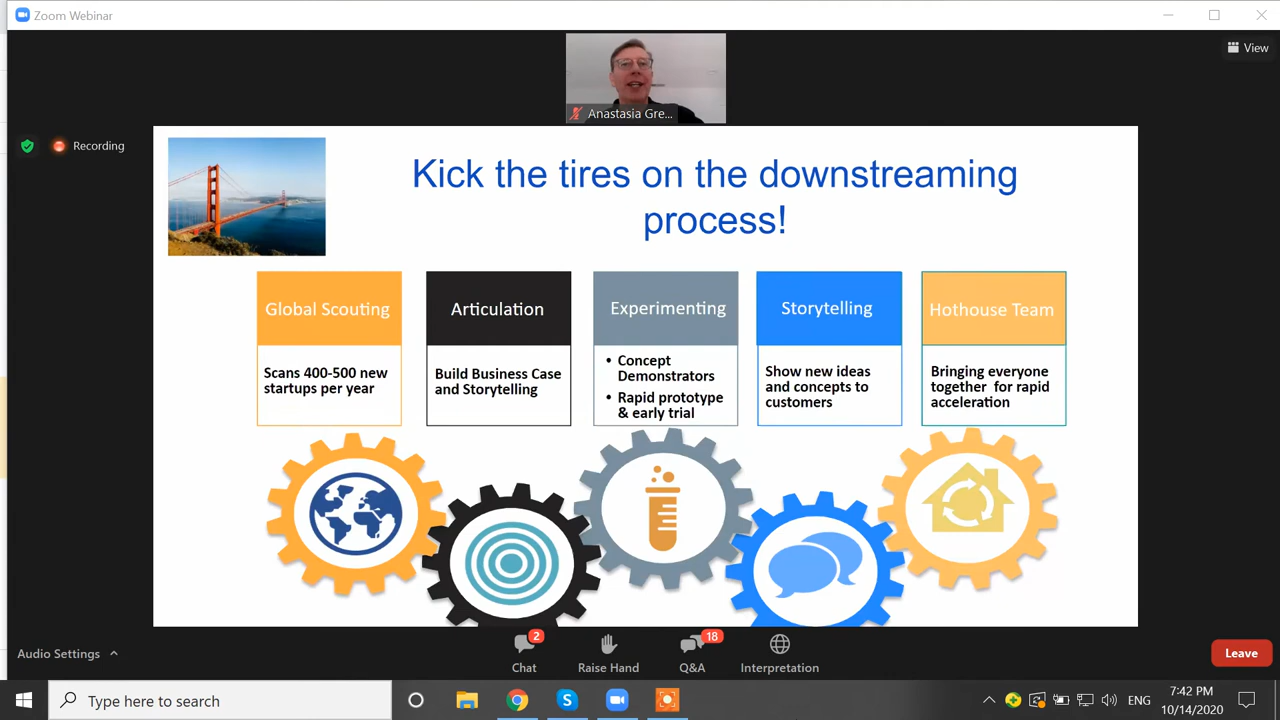 Zoom Webinar
View
Anastasia Gre...
Recording
Kick the tires on the downstreaming
process!
Global Scouting
Scans 400-500 new
startups per year
Articulation
Build Business Case
and Storytelling
Experimenting
• Concept
Demonstrators
• Rapid prototype
& early trial
Storytelling
Show new ideas
and concepts to
customers
Hothouse Team
Bringing everyone
together for rapid
acceleration
Audio Settings
2
Chat
Raise Hand
18
Q&A
Interpretation
Leave
Type here to search
ENG
7:42 PM
10/14/2020